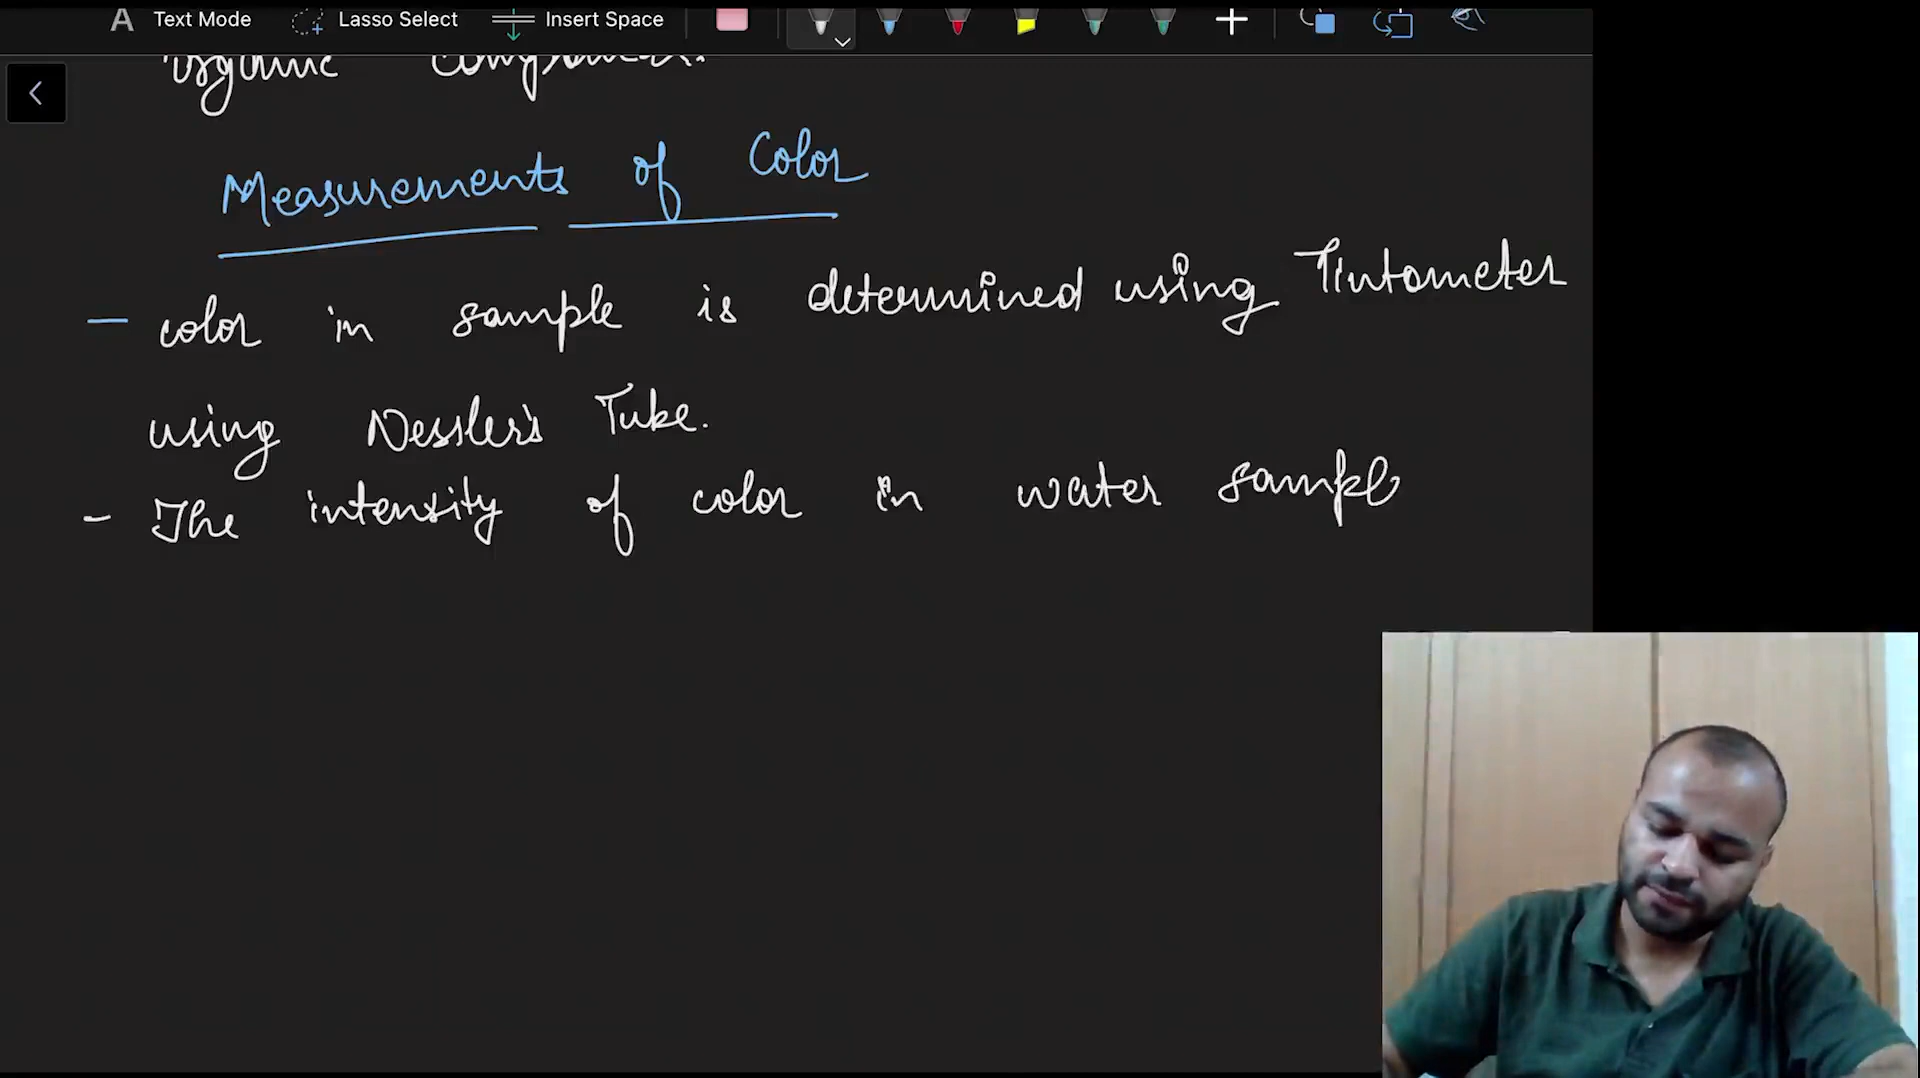 Text Mode Lasso Select Insert Space
organic
Measurements of Color
- color in sample is determined using Tintometer
using Nessler's Tube.
- The intensity of color in water sample